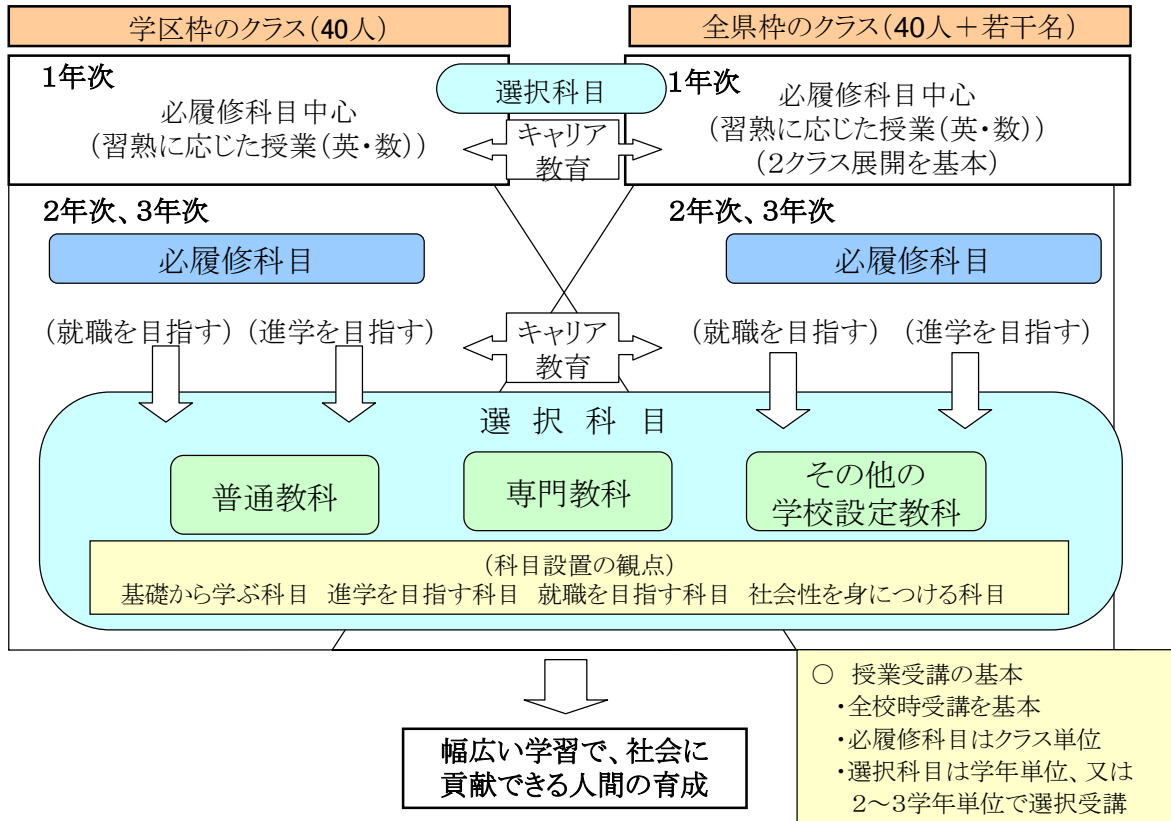 学区枠のクラス(40人)
全県枠のクラス(40人+若干名)
1年次
必履修科目中心
(習熟に応じた授業(英・数))
選択科目
キャリア
教育
1年次
必履修科目中心
(習熟に応じた授業(英・数))
(2クラス展開を基本)
2年次、3年次
必履修科目
2年次、3年次
必履修科目
(就職を目指す)
(進学を目指す)
キャリア
教育
(就職を目指す)
(進学を目指す)
選択科目
普通教科
専門教科
その他の
学校設定教科
(科目設置の観点)
基礎から学ぶ科目 進学を目指す科目 就職を目指す科目 社会性を身につける科目
幅広い学習で、社会に
貢献できる人間の育成
○ 授業受講の基本
・全校時受講を基本
・必履修科目はクラス単位
・選択科目は学年単位、又は
2～3学年単位で選択受講